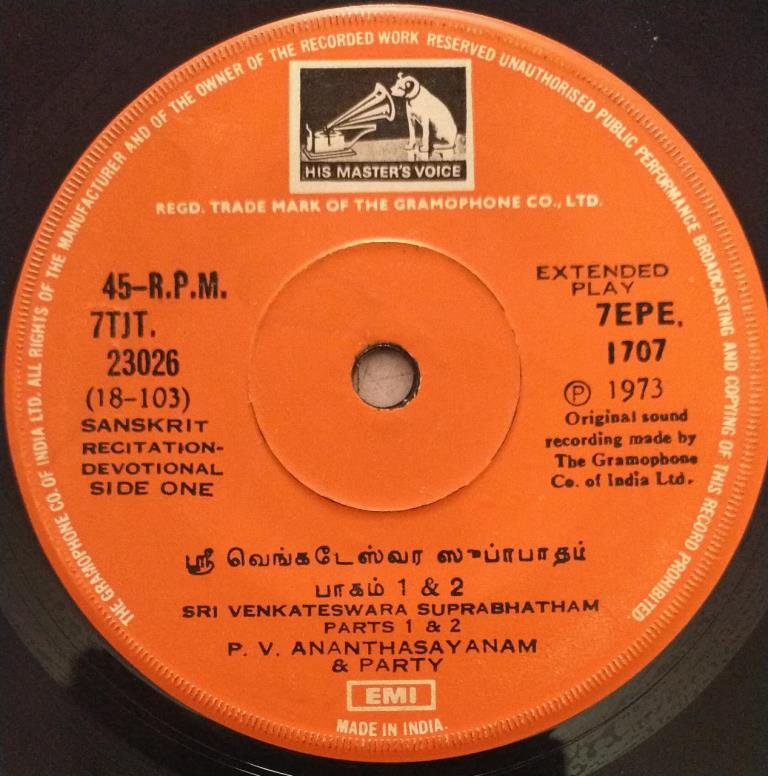 THE GRAMOPHONE CO. OF INDIA LTD. ALL RIGHTS OF THE MANUFACTURER AND OF THE OWNER OF THE RECORDED WORK RESERVED UNAUTHORISED PUBLIC PERFORMANCE BROADCASTING AND COPYING OF THIS RECORD PROHIBITED.
HIS MASTER'S VOICE
REGD. TRADE MARK OF THE GRAMOPHONE CO., LTD.
45-R.P.M.
7TJT.
23026
(18-103)
SANSKRIT
RECITATION-
DEVOTIONAL
SIDE ONE
EXTENDED
PLAY
7EPE.
1707
Ⓟ 1973
Original sound
recording made by
The Gramophone
Co. of India Ltd.
ஸ்ரீ வெங்கடேஸ்வர ஸுப்ரபாதம்
பாகம் 1 & 2
SRI VENKATESWARA SUPRABHATHAM
PARTS 1 & 2
P. V. ANANTHASAYANAM
& PARTY
EMI
MADE IN INDIA.